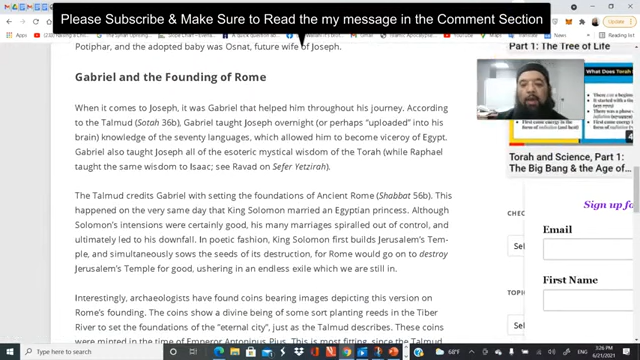 Please Subscribe & Make Sure to Read the my message in the Comment Section
Updating
Potiphar, and the adopted baby was Osnat, future wife of Joseph.
Gabriel and the Founding of Rome
When it comes to Joseph, it was Gabriel that helped him throughout his journey. According
to the Talmud (Sotah 36b), Gabriel taught Joseph overnight (or perhaps "uploaded" into his
brain) knowledge of the seventy languages, which allowed him to become viceroy of Egypt.
Gabriel also taught Joseph all of the esoteric mystical wisdom of the Torah (while Raphael
taught the same wisdom to Isaac; see Ravad on Sefer Yetzirah).
The Talmud credits Gabriel with setting the foundations of Ancient Rome (Shabbat 56b). This
happened on the very same day that King Solomon married an Egyptian princess. Although
Solomon's intentions were certainly good, his many marriages spiralled out of control, and
ultimately led to his downfall. In poetic fashion, King Solomon first builds Jerusalem's Tem-
ple, and simultaneously sows the seeds of its destruction, for Rome would go on to destroy
Jerusalem's Temple for good, ushering in an endless exile which we are still in.
Interestingly, archaeologists have found coins bearing images depicting this version on
Rome's founding. The coins show a divine being of some sort planting reeds in the Tiber
River to set the foundations of the "eternal city", just as the Talmud describes. These coins
were minted in the time of Emperor Antoninus Pius. This is most fitting, since the Talmud
Part 1: The Tree of Life
What Does Torah
Torah and Science, Part 1:
The Big Bang & the Age of
Sign up fo
Email
First Name
CHEC
Sel
TOPIC
Sel
68°F
ENG
3:26 PM
6/21/2021